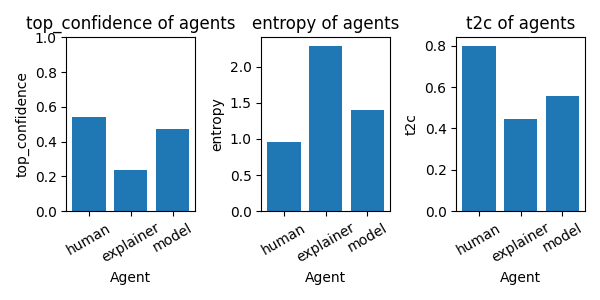 top_confidence of agents
top_confidence
1.0
0.8
0.6
0.4
0.2
0.0
human
explainer
model
Agent
entropy of agents
entropy
2.0
1.5
1.0
0.5
0.0
human
explainer
model
Agent
t2c of agents
t2c
0.8
0.6
0.4
0.2
0.0
human
explainer
model
Agent